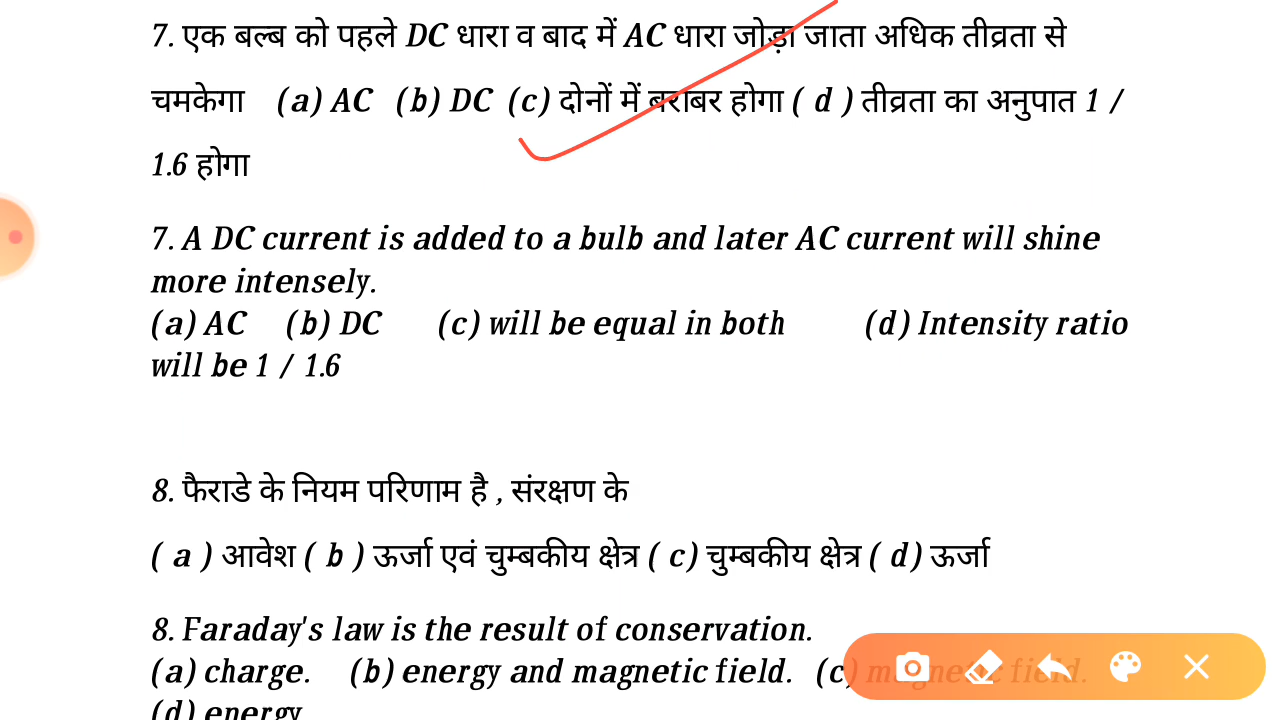 7. एक बल्ब को पहले DC धारा व बाद में AC धारा जोड़ा जाता अधिक तीव्रता से
चमकेगा (a) AC (b) DC (c) दोनों में बराबर होगा ( d ) तीव्रता का अनुपात 1 /
1.6 होगा
7. A DC current is added to a bulb and later AC current will shine
more intensely.
(a) AC (b) DC (c) will be equal in both (d) Intensity ratio
will be 1 / 1.6
8. फैराडे के नियम परिणाम है , संरक्षण के
( a ) आवेश ( b ) ऊर्जा एवं चुम्बकीय क्षेत्र ( c) चुम्बकीय क्षेत्र ( d) ऊर्जा
8. Faraday's law is the result of conservation.
(a) charge. (b) energy and magnetic field. (c) magnetic field.
(d) energy